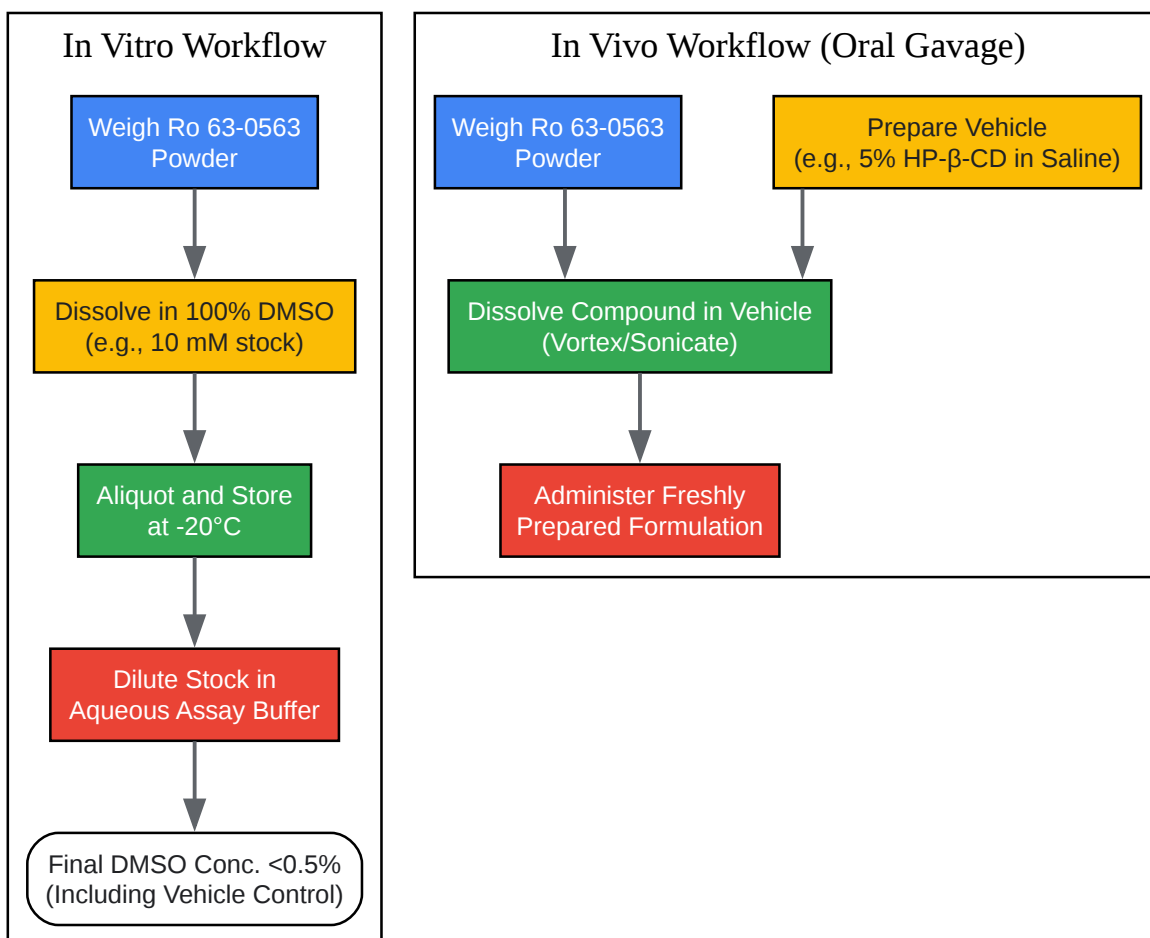 In Vitro Workflow
Weigh Ro 63-0563
Powder
Dissolve in 100% DMSO
(e.g., 10 mM stock)
Aliquot and Store
at -20°C
Dilute Stock in
Aqueous Assay Buffer
Final DMSO Conc. <0.5%
(Including Vehicle Control)
In Vivo Workflow (Oral Gavage)
Weigh Ro 63-0563
Powder
Prepare Vehicle
(e.g., 5% HP-β-CD in Saline)
Dissolve Compound in Vehicle
(Vortex/Sonicate)
Administer Freshly
Prepared Formulation